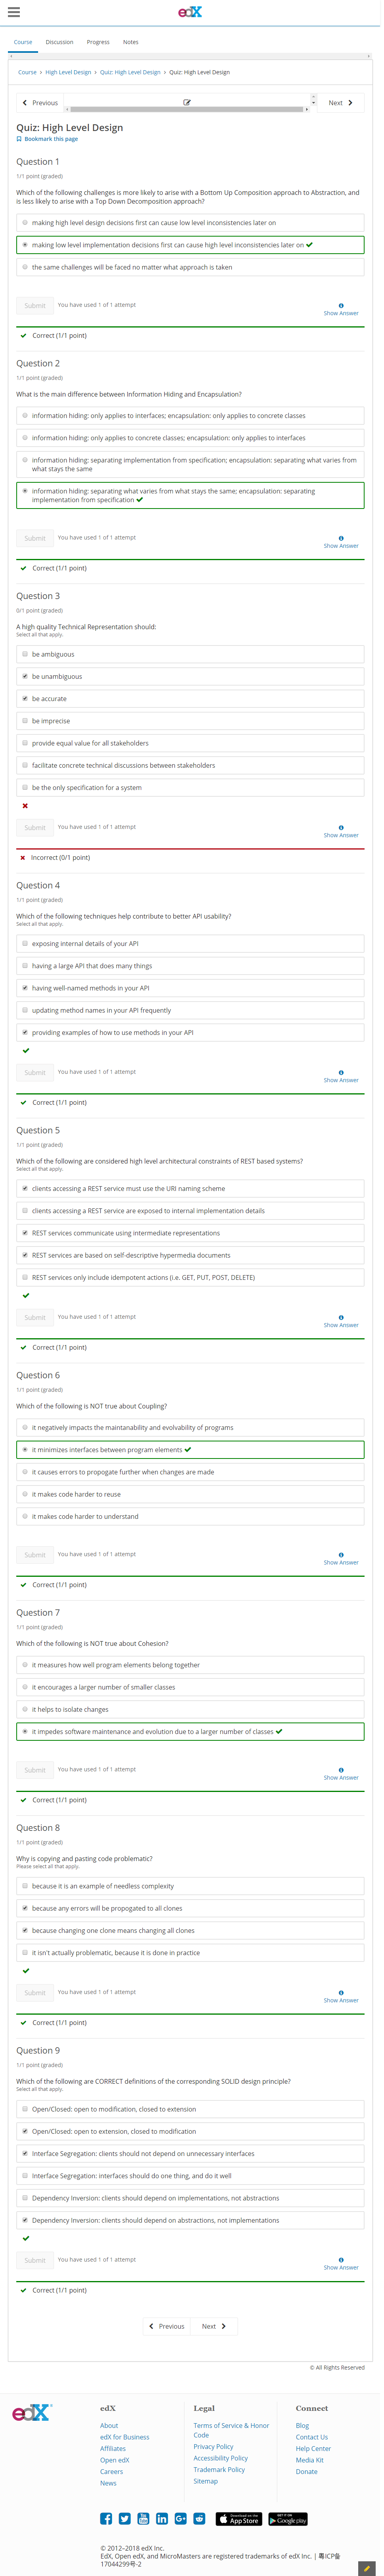 edX
Course Discussion Progress Notes
Course > High Level Design > Quiz: High Level Design > Quiz: High Level Design
Previous
Next
Quiz: High Level Design
Bookmark this page
Question 1
1/1 point (graded)
Which of the following challenges is more likely to arise with a Bottom Up Composition approach to Abstraction, and
is less likely to arise with a Top Down Decomposition approach?
making high level design decisions first can cause low level inconsistencies later on
making low level implementation decisions first can cause high level inconsistencies later on
the same challenges will be faced no matter what approach is taken
Submit
You have used 1 of 1 attempt
Show Answer
Correct (1/1 point)
Question 2
1/1 point (graded)
What is the main difference between Information Hiding and Encapsulation?
information hiding: only applies to interfaces; encapsulation: only applies to concrete classes
information hiding: only applies to concrete classes; encapsulation: only applies to interfaces
information hiding: separating implementation from specification; encapsulation: separating what varies from
what stays the same
information hiding: separating what varies from what stays the same; encapsulation: separating
implementation from specification
Submit
You have used 1 of 1 attempt
Show Answer
Correct (1/1 point)
Question 3
0/1 point (graded)
A high quality Technical Representation should:
Select all that apply.
be ambiguous
be unambiguous
be accurate
be imprecise
provide equal value for all stakeholders
facilitate concrete technical discussions between stakeholders
be the only specification for a system
Submit
You have used 1 of 1 attempt
Show Answer
Incorrect (0/1 point)
Question 4
1/1 point (graded)
Which of the following techniques help contribute to better API usability?
Select all that apply.
exposing internal details of your API
having a large API that does many things
having well-named methods in your API
updating method names in your API frequently
providing examples of how to use methods in your API
Submit
You have used 1 of 1 attempt
Show Answer
Correct (1/1 point)
Question 5
1/1 point (graded)
Which of the following are considered high level architectural constraints of REST based systems?
Select all that apply.
clients accessing a REST service must use the URI naming scheme
clients accessing a REST service are exposed to internal implementation details
REST services communicate using intermediate representations
REST services are based on self-descriptive hypermedia documents
REST services only include idempotent actions (i.e. GET, PUT, POST, DELETE)
Submit
You have used 1 of 1 attempt
Show Answer
Correct (1/1 point)
Question 6
1/1 point (graded)
Which of the following is NOT true about Coupling?
it negatively impacts the maintanability and evolvability of programs
it minimizes interfaces between program elements
it causes errors to propogate further when changes are made
it makes code harder to reuse
it makes code harder to understand
Submit
You have used 1 of 1 attempt
Show Answer
Correct (1/1 point)
Question 7
1/1 point (graded)
Which of the following is NOT true about Cohesion?
it measures how well program elements belong together
it encourages a larger number of smaller classes
it helps to isolate changes
it impedes software maintenance and evolution due to a larger number of classes
Submit
You have used 1 of 1 attempt
Show Answer
Correct (1/1 point)
Question 8
1/1 point (graded)
Why is copying and pasting code problematic?
Please select all that apply.
because it is an example of needless complexity
because any errors will be propogated to all clones
because changing one clone means changing all clones
it isn't actually problematic, because it is done in practice
Submit
You have used 1 of 1 attempt
Show Answer
Correct (1/1 point)
Question 9
1/1 point (graded)
Which of the following are CORRECT definitions of the corresponding SOLID design principle?
Select all that apply.
Open/Closed: open to modification, closed to extension
Open/Closed: open to extension, closed to modification
Interface Segregation: clients should not depend on unnecessary interfaces
Interface Segregation: interfaces should do one thing, and do it well
Dependency Inversion: clients should depend on implementations, not abstractions
Dependency Inversion: clients should depend on abstractions, not implementations
Submit
You have used 1 of 1 attempt
Show Answer
Correct (1/1 point)
Previous Next
© All Rights Reserved
edX
edX
About
edX for Business
Affiliates
Open edX
Careers
News
Legal
Terms of Service & Honor
Code
Privacy Policy
Accessibility Policy
Trademark Policy
Sitemap
Connect
Blog
Contact Us
Help Center
Media Kit
Donate
Download on the
App Store
GET IT ON
Google play
© 2012–2018 edX Inc.
EdX, Open edX, and MicroMasters are registered trademarks of edX Inc. | 粤ICP备
17044299号-2